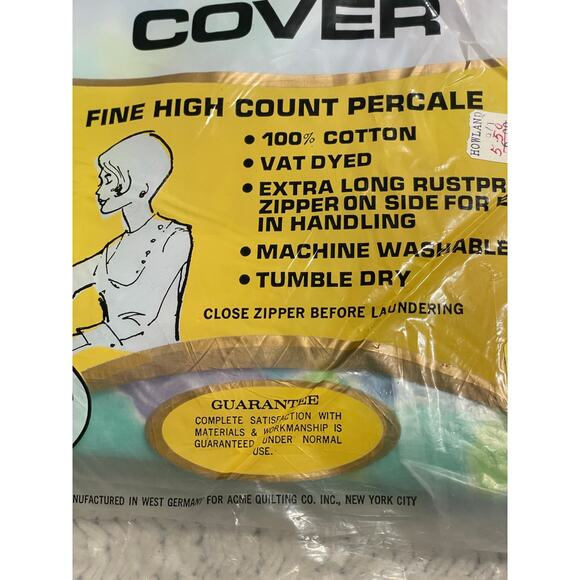 COVER
FINE HIGH COUNT PERCALE
• 100% COTTON
• VAT DYED
• EXTRA LONG RUSTPR
ZIPPER ON SIDE FOR
IN HANDLING
• MACHINE WASHABLE
• TUMBLE DRY
CLOSE ZIPPER BEFORE LAUNDERING
HOWLAND
5.50
GUARANTEE
COMPLETE SATISFACTION WITH
MATERIALS & WORKMANSHIP IS
GUARANTEED UNDER NORMAL
USE.
NUFACTURED IN WEST GERMANY FOR ACME QUILTING CO. INC., NEW YORK CITY